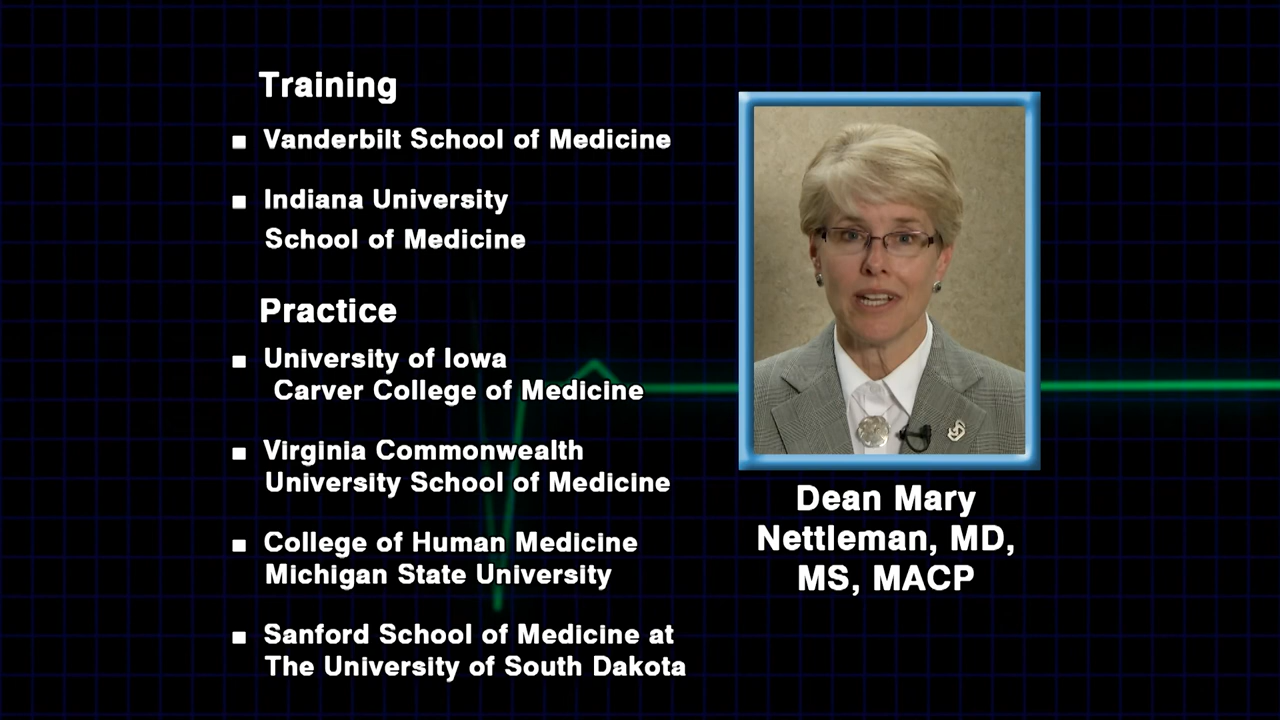 Training
Vanderbilt School of Medicine
Indiana University
School of Medicine
Practice
University of Iowa
Carver College of Medicine
Virginia Commonwealth
University School of Medicine
College of Human Medicine
Michigan State University
Sanford School of Medicine at
The University of South Dakota
Dean Mary
Nettleman, MD,
MS, MACP